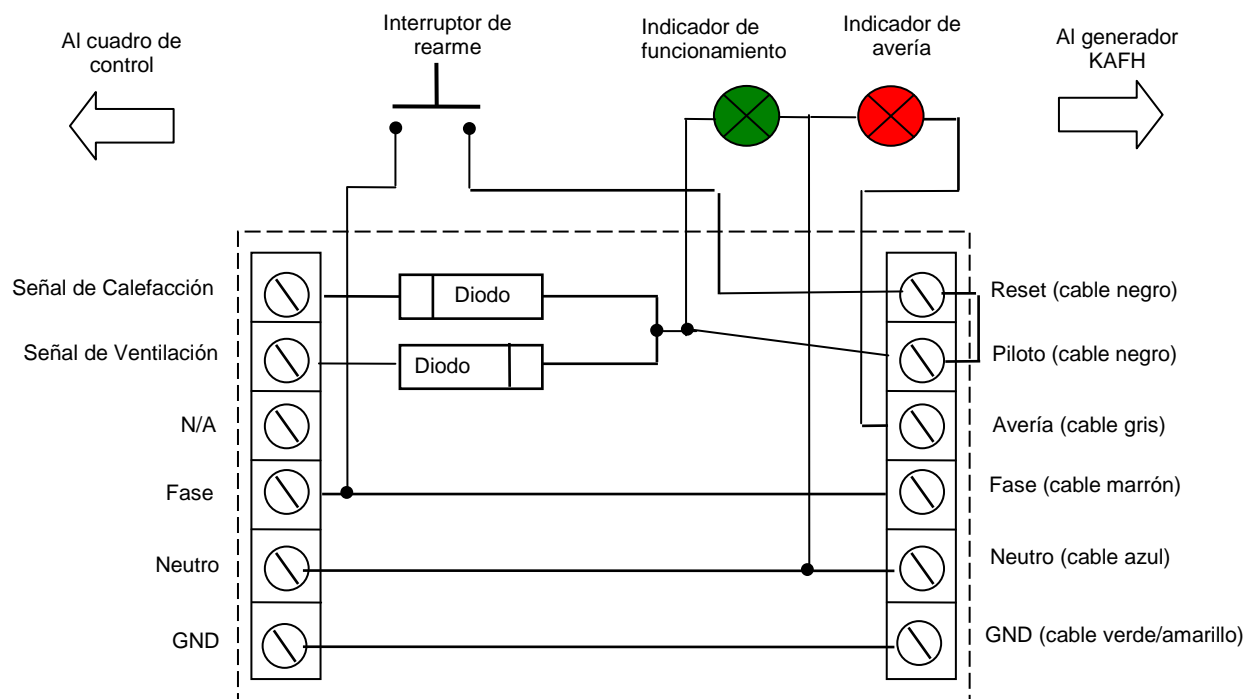 Al cuadro de
control
Interruptor de
rearme
Indicador de
funcionamiento
Indicador de
avería
Al generador
KAFH
Señal de Calefacción
Diodo
Reset (cable negro)
Señal de Ventilación
Diodo
Piloto (cable negro)
N/A
Avería (cable gris)
Fase
Fase (cable marrón)
Neutro
Neutro (cable azul)
GND
GND (cable verde/amarillo)